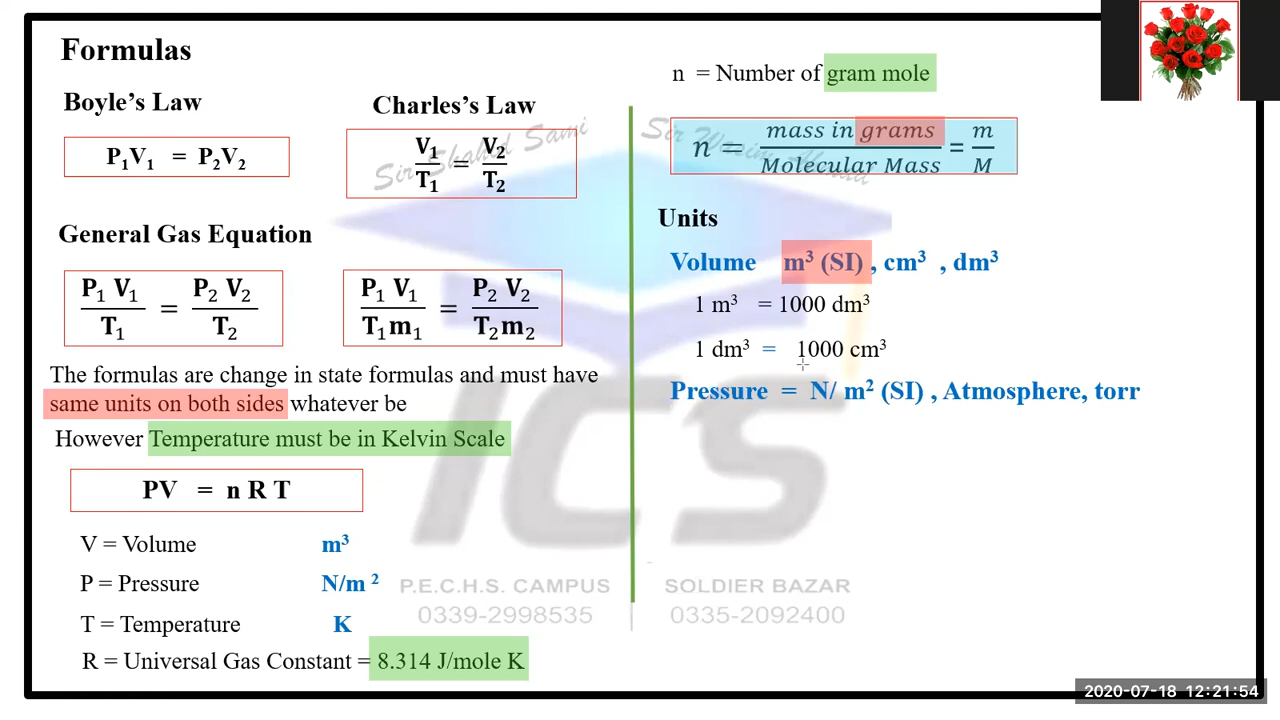 Formulas
Boyle's Law
P₁V₁ = P₂V₂
Charles's Law
V₁/T₁ = V₂/T₂
General Gas Equation
P₁ V₁/T₁ = P₂ V₂/T₂
P₁ V₁/T₁m₁ = P₂ V₂/T₂m₂
The formulas are change in state formulas and must have
same units on both sides whatever be
However Temperature must be in Kelvin Scale
PV = n R T
V = Volume m³
P = Pressure N/m ²
T = Temperature K
R = Universal Gas Constant = 8.314 J/mole K
n = Number of gram mole
n = mass in grams/Molecular Mass = m/M
Units
Volume m³ (SI) , cm³ , dm³
1 m³ = 1000 dm³
1 dm³ = 1000 cm³
Pressure = N/ m² (SI) , Atmosphere, torr
Sir Shahid Sami
ICS
P.E.C.H.S. CAMPUS
0339-2998535
SOLDIER BAZAR
0335-2092400
2020-07-18 12:21:54